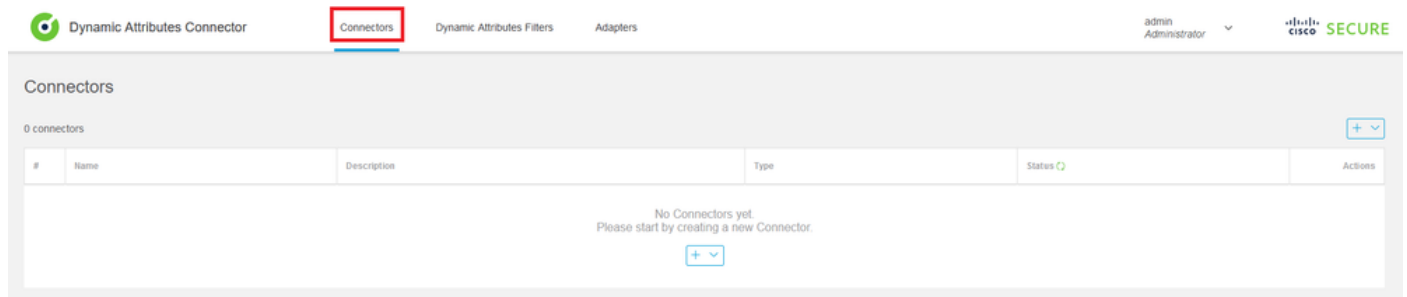 Dynamic Attributes Connector Connectors Dynamic Attributes Filters Adapters admin
Administrator
cisco SECURE
Connectors
0 connectors
+
# Name Description Type Status Actions
No Connectors yet.
Please start by creating a new Connector.
+